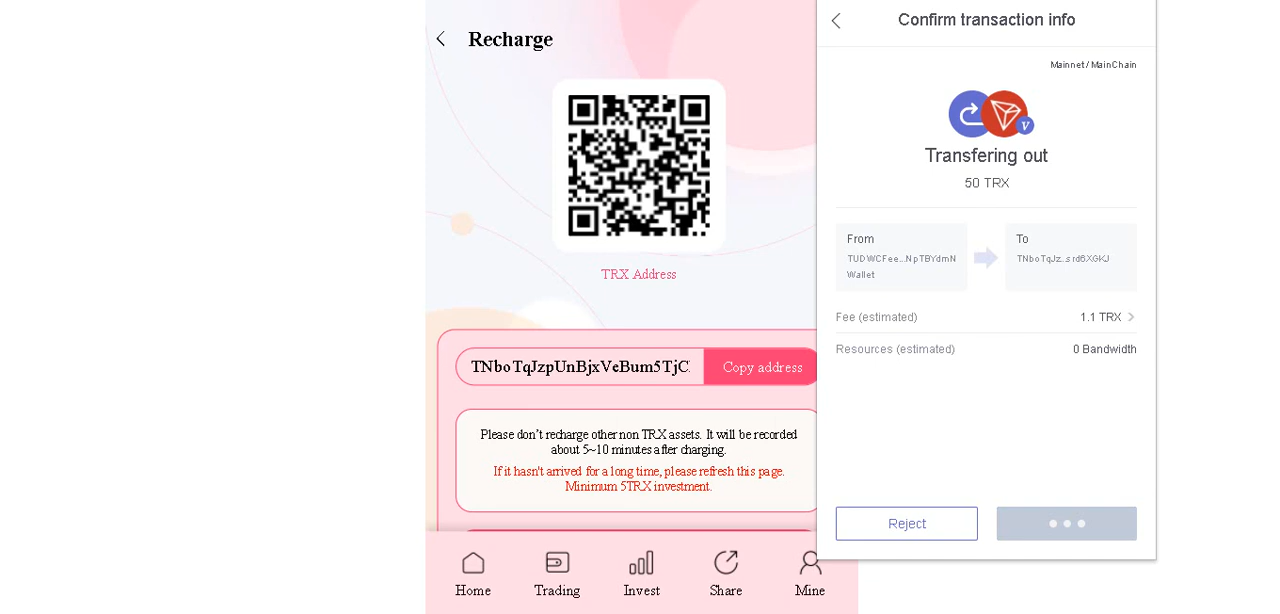 Recharge
TRX Address
TNboTqJzpUnBjxVeBum5TjC
Copy address
Please don't recharge other non TRX assets. It will be recorded
about 5~10 minutes after charging.
If it hasn't arrived for a long time, please refresh this page.
Minimum 5TRX investment.
Home
Trading
Invest
Share
Mine
Confirm transaction info
Mainnet / MainChain
V
Transfering out
50 TRX
From
TUDWCFee...NpTBYdmN
Wallet
To
TNboTqJz...srd6XGKJ
Fee (estimated)
1.1 TRX
Resources (estimated)
0 Bandwidth
Reject